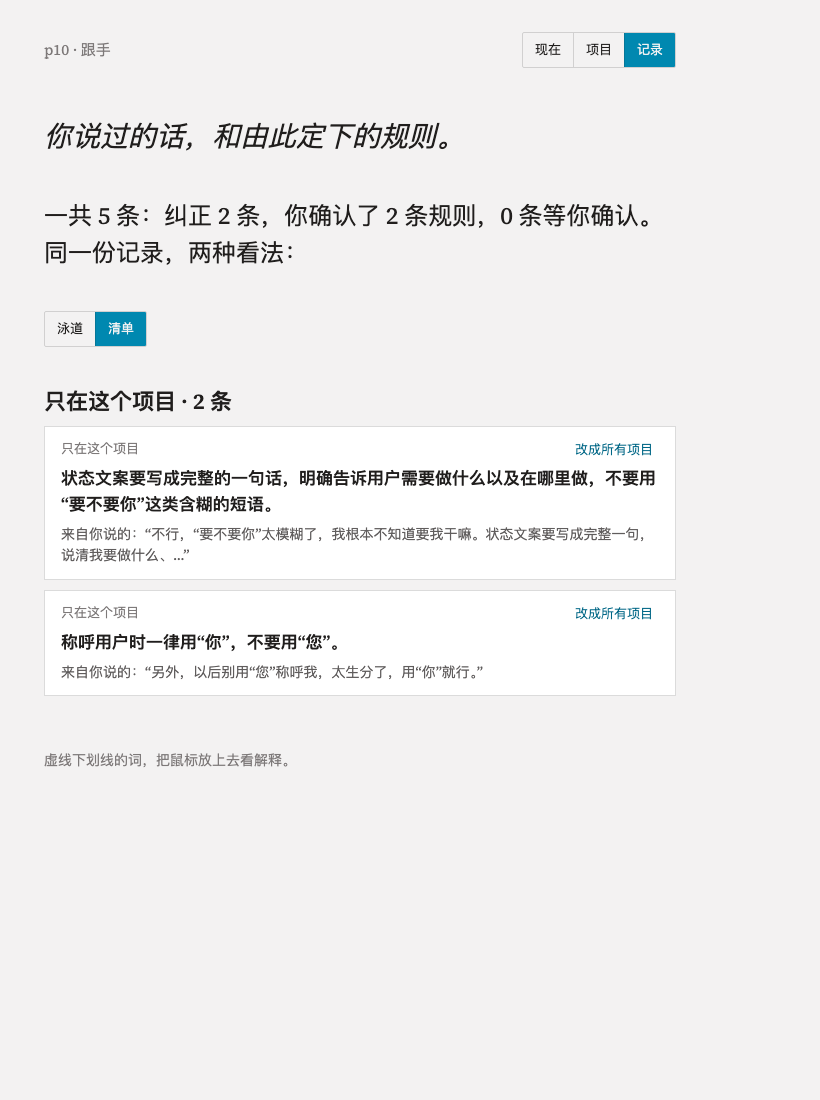 p10 · 跟手
现在 项目 记录
你说过的话，和由此定下的规则。
一共 5 条：纠正 2 条，你确认了 2 条规则，0 条等你确认。
同一份记录，两种看法：
泳道 清单
只在这个项目 · 2 条
只在这个项目 改成所有项目
状态文案要写成完整的一句话，明确告诉用户需要做什么以及在哪里做，不要用
“要不要你”这类含糊的短语。
来自你说的：“不行，“要不要你”太模糊了，我根本不知道要我干嘛。状态文案要写成完整一句，
说清我要做什么、…”
只在这个项目 改成所有项目
称呼用户时一律用“你”，不要用“您”。
来自你说的：“另外，以后别用“您”称呼我，太生分了，用“你”就行。”
虚线下划线的词，把鼠标放上去看解释。